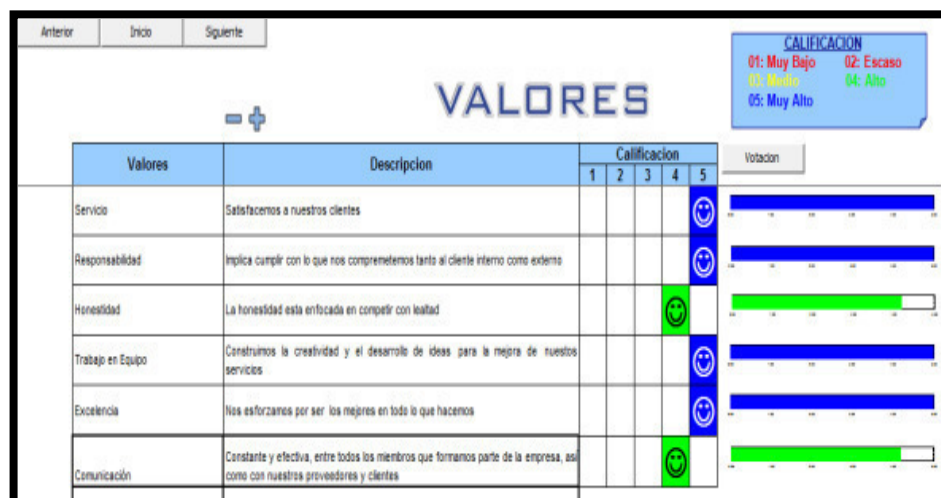 Anterior Inicio Siguiente
CALIFICACION
01: Muy Bajo 02: Escaso
03: Medio 04: Alto
05: Muy Alto
VALORES
Valores Descripcion Calificacion
1 2 3 4 5
Votacion
Servicio Satisfacemos a nuestros clientes
Responsabilidad Implica cumplir con lo que nos compremetemos tanto al cliente interno como externo
Honestidad La honestidad esta enfocada en competir con lealtad
Trabajo en Equipo Construimos la creatividad y el desarrollo de ideas para la mejora de nuestos
servicios
Excelencia Nos esforzamos por ser los mejores en todo lo que hacemos
Comunicación Constante y efectiva, entre todos los miembros que formamos parte de la empresa, así
como con nuestros proveedores y clientes